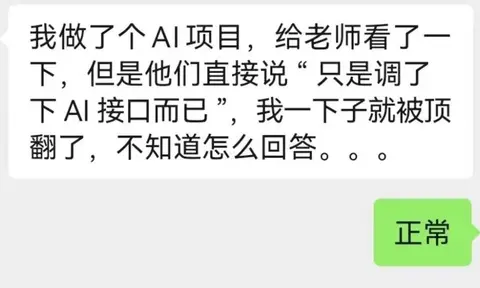 我做了个 AI 项目，给老师看了一
下，但是他们直接说 “ 只是调了
下 AI 接口而已 ”，我一下子就被顶
翻了，不知道怎么回答。。。
正常